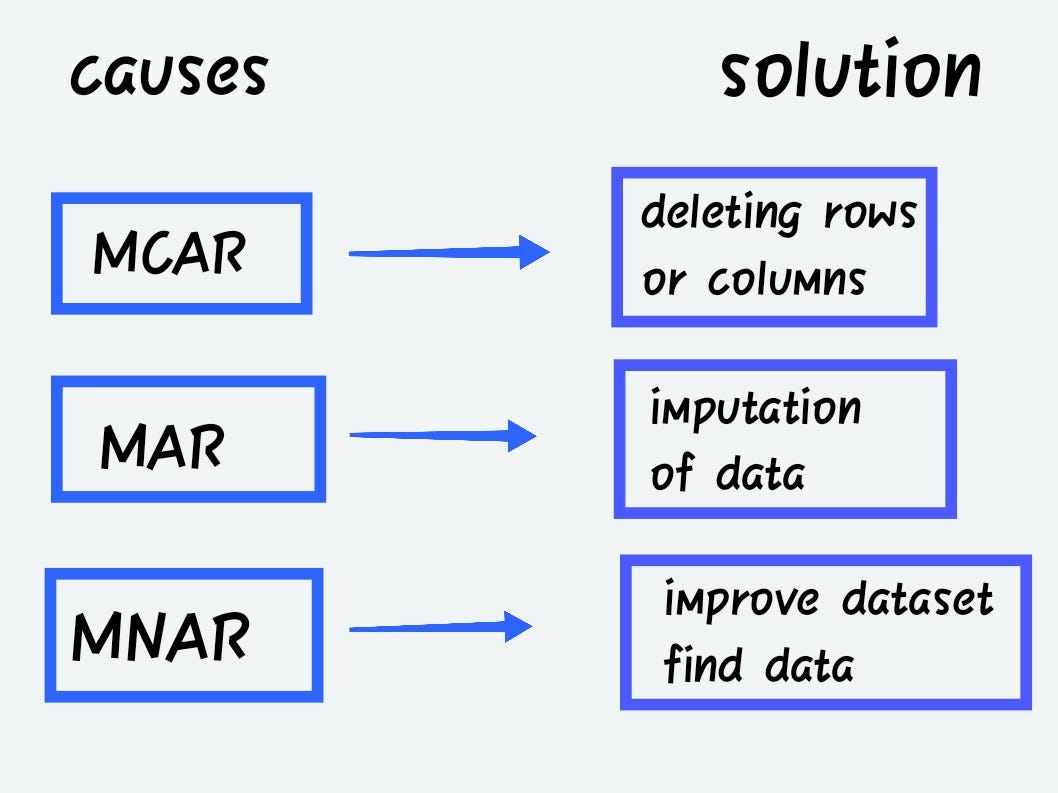 causes
solution
MCAR
deleting rows
or columns
MAR
imputation
of data
MNAR
improve dataset
find data